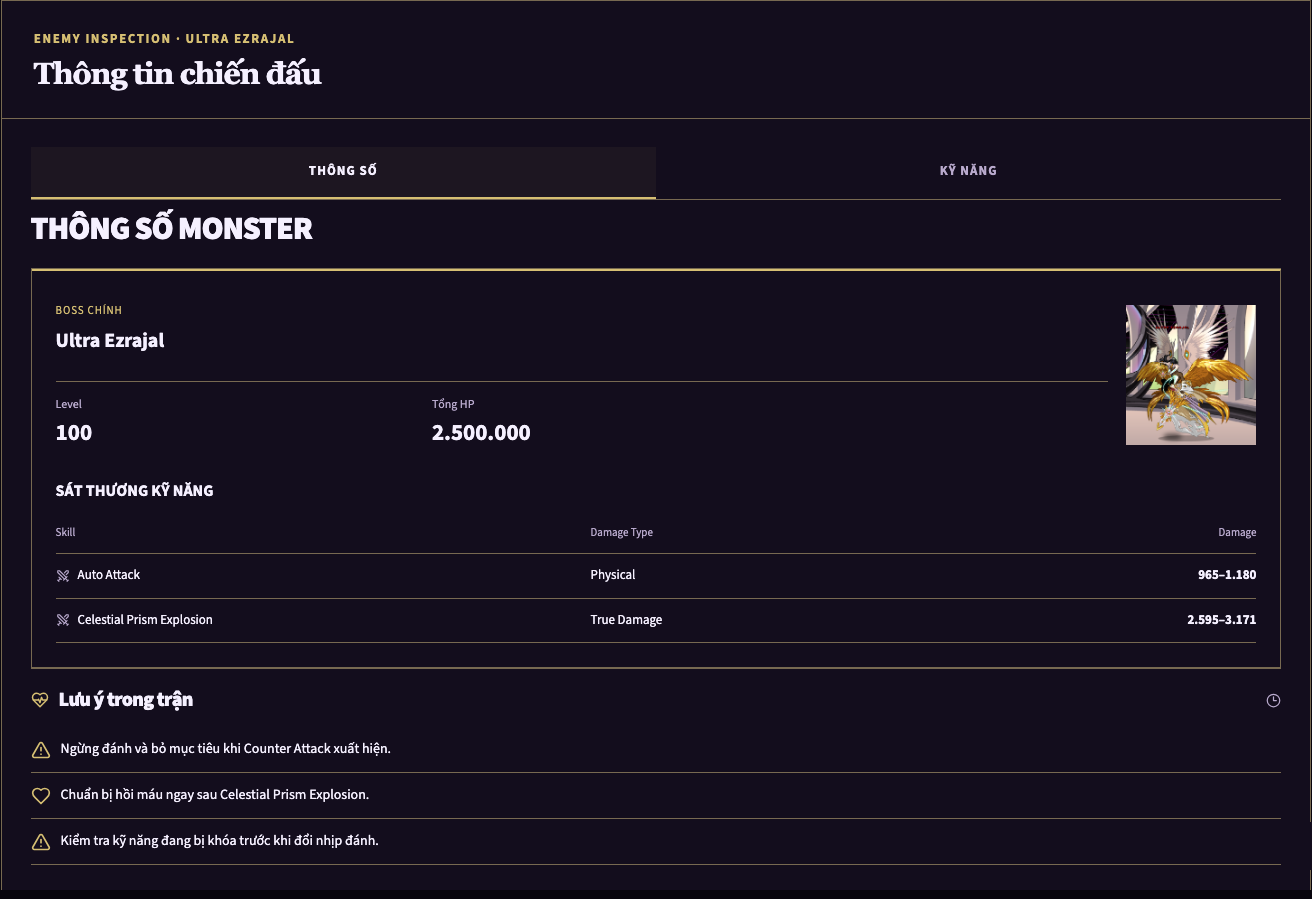 ENEMY INSPECTION · ULTRA EZRAJAL
Thông tin chiến đấu
THÔNG SỐ
KỸ NĂNG
THÔNG SỐ MONSTER
BOSS CHÍNH
Ultra Ezrajal
Level
Tổng HP
100
2.500.000
SÁT THƯƠNG KỸ NĂNG
Skill
Damage Type
Damage
Auto Attack
Physical
965–1.180
Celestial Prism Explosion
True Damage
2.595–3.171
Lưu ý trong trận
Ngừng đánh và bỏ mục tiêu khi Counter Attack xuất hiện.
Chuẩn bị hồi máu ngay sau Celestial Prism Explosion.
Kiểm tra kỹ năng đang bị khóa trước khi đổi nhịp đánh.